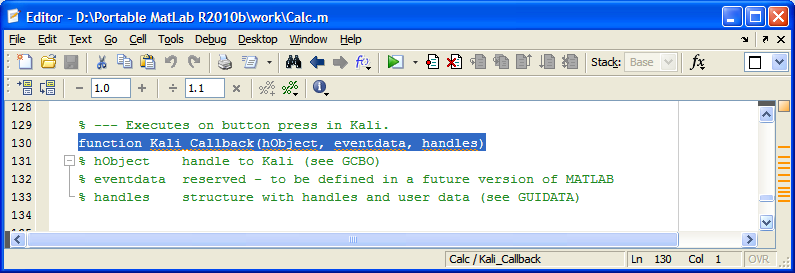 Editor - D:\Portable MatLab R2010b\work\Calc.m
File Edit Text Go Cell Tools Debug Desktop Window Help
Stack: Base fx
1.0 1.1
128
129 % --- Executes on button press in Kali.
130 function Kali_Callback(hObject, eventdata, handles)
131 % hObject    handle to Kali (see GCBO)
132 % eventdata  reserved - to be defined in a future version of MATLAB
133 % handles    structure with handles and user data (see GUIDATA)
134
135
Calc / Kali_Callback Ln 130 Col 1 OVR